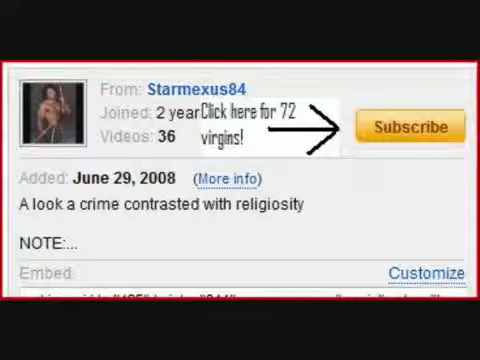 From: Starmexus84
Joined: 2 year
Click here for 72
virgins!
Videos: 36
Subscribe
Added: June 29, 2008 (More info)
A look a crime contrasted with religiosity
NOTE:...
Embed: Customize